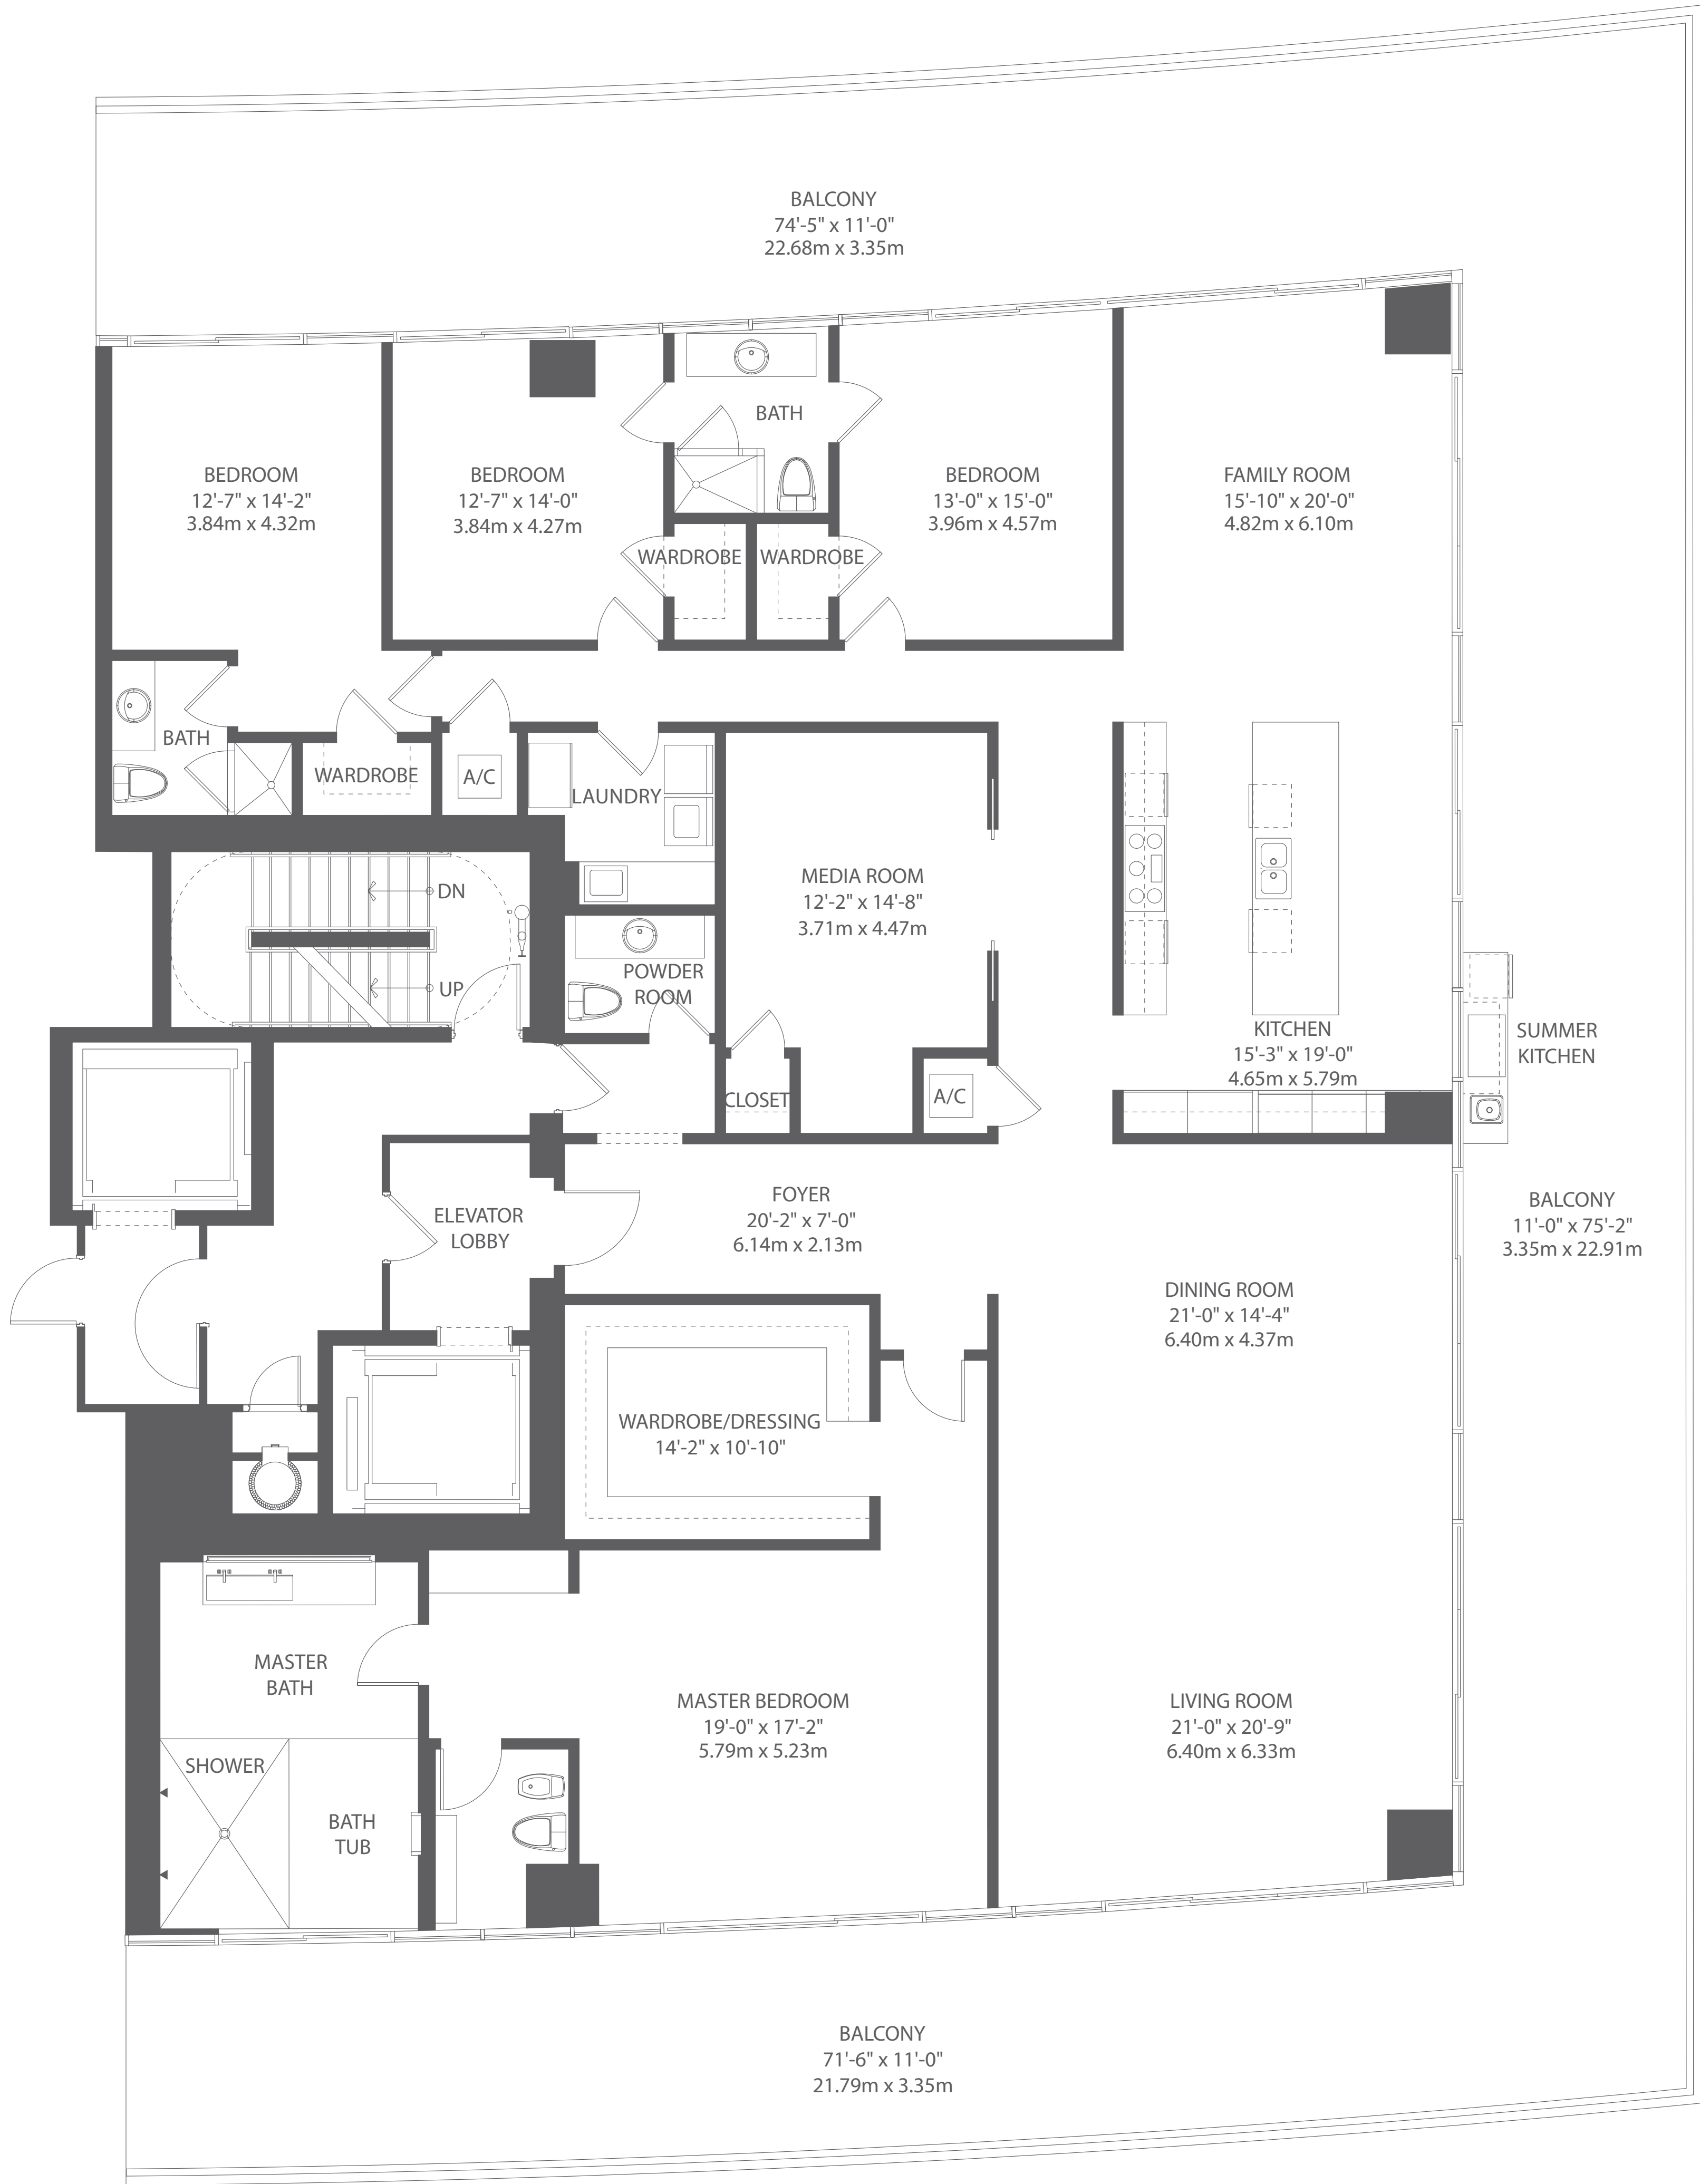 BALCONY
74'-5" x 11'-0"
22.68m x 3.35m
BEDROOM
12'-7" x 14'-2"
3.84m x 4.32m
BEDROOM
12'-7" x 14'-0"
3.84m x 4.27m
BATH
BEDROOM
13'-0" x 15'-0"
3.96m x 4.57m
FAMILY ROOM
15'-10" x 20'-0"
4.82m x 6.10m
WARDROBE
WARDROBE
BATH
WARDROBE
A/C
LAUNDRY
MEDIA ROOM
12'-2" x 14'-8"
3.71m x 4.47m
DN
UP
POWDER
ROOM
KITCHEN
15'-3" x 19'-0"
4.65m x 5.79m
SUMMER
KITCHEN
CLOSET
A/C
ELEVATOR
LOBBY
FOYER
20'-2" x 7'-0"
6.14m x 2.13m
BALCONY
11'-0" x 75'-2"
3.35m x 22.91m
DINING ROOM
21'-0" x 14'-4"
6.40m x 4.37m
WARDROBE/DRESSING
14'-2" x 10'-10"
MASTER
BATH
MASTER BEDROOM
19'-0" x 17'-2"
5.79m x 5.23m
LIVING ROOM
21'-0" x 20'-9"
6.40m x 6.33m
SHOWER
BATH
TUB
BALCONY
71'-6" x 11'-0"
21.79m x 3.35m